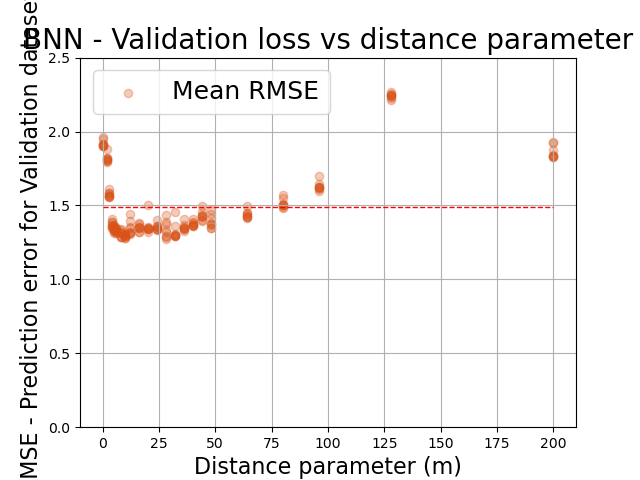 BNN - Validation loss vs distance parameter
MSE - Prediction error for Validation datase
2.5
2.0
1.5
1.0
0.5
0.0
Mean RMSE
0 25 50 75 100 125 150 175 200
Distance parameter (m)